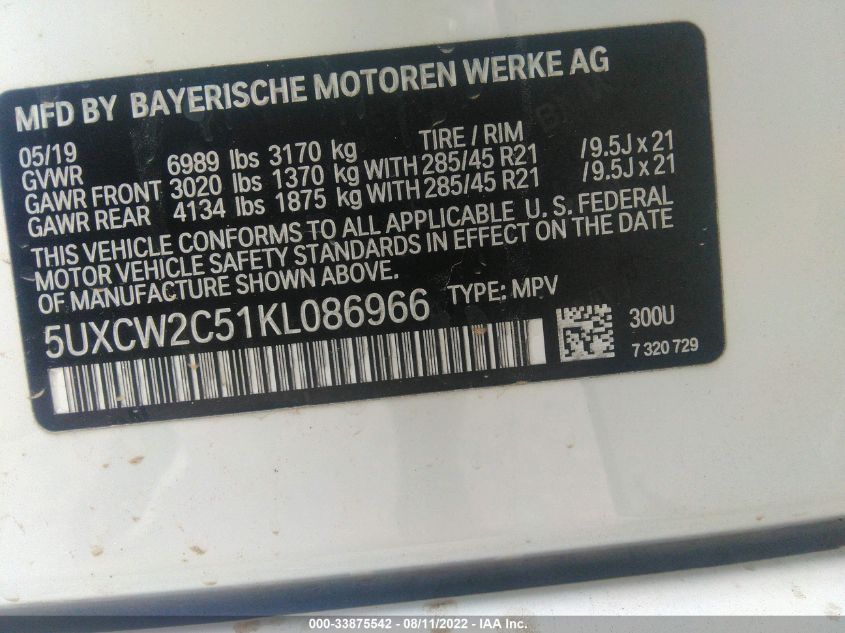 MFD BY BAYERISCHE MOTOREN WERKE AG
05/19 TIRE / RIM
GVWR 6989 lbs 3170 kg
GAWR FRONT 3020 lbs 1370 kg WITH 285/45 R21 /9.5J x 21
GAWR REAR 4134 lbs 1875 kg WITH 285/45 R21 /9.5J x 21
THIS VEHICLE CONFORMS TO ALL APPLICABLE U. S. FEDERAL
MOTOR VEHICLE SAFETY STANDARDS IN EFFECT ON THE DATE
OF MANUFACTURE SHOWN ABOVE.
5UXCW2C51KL086966 TYPE: MPV
300U
7 320 729
000-33875542 - 08/11/2022 - IAA Inc.